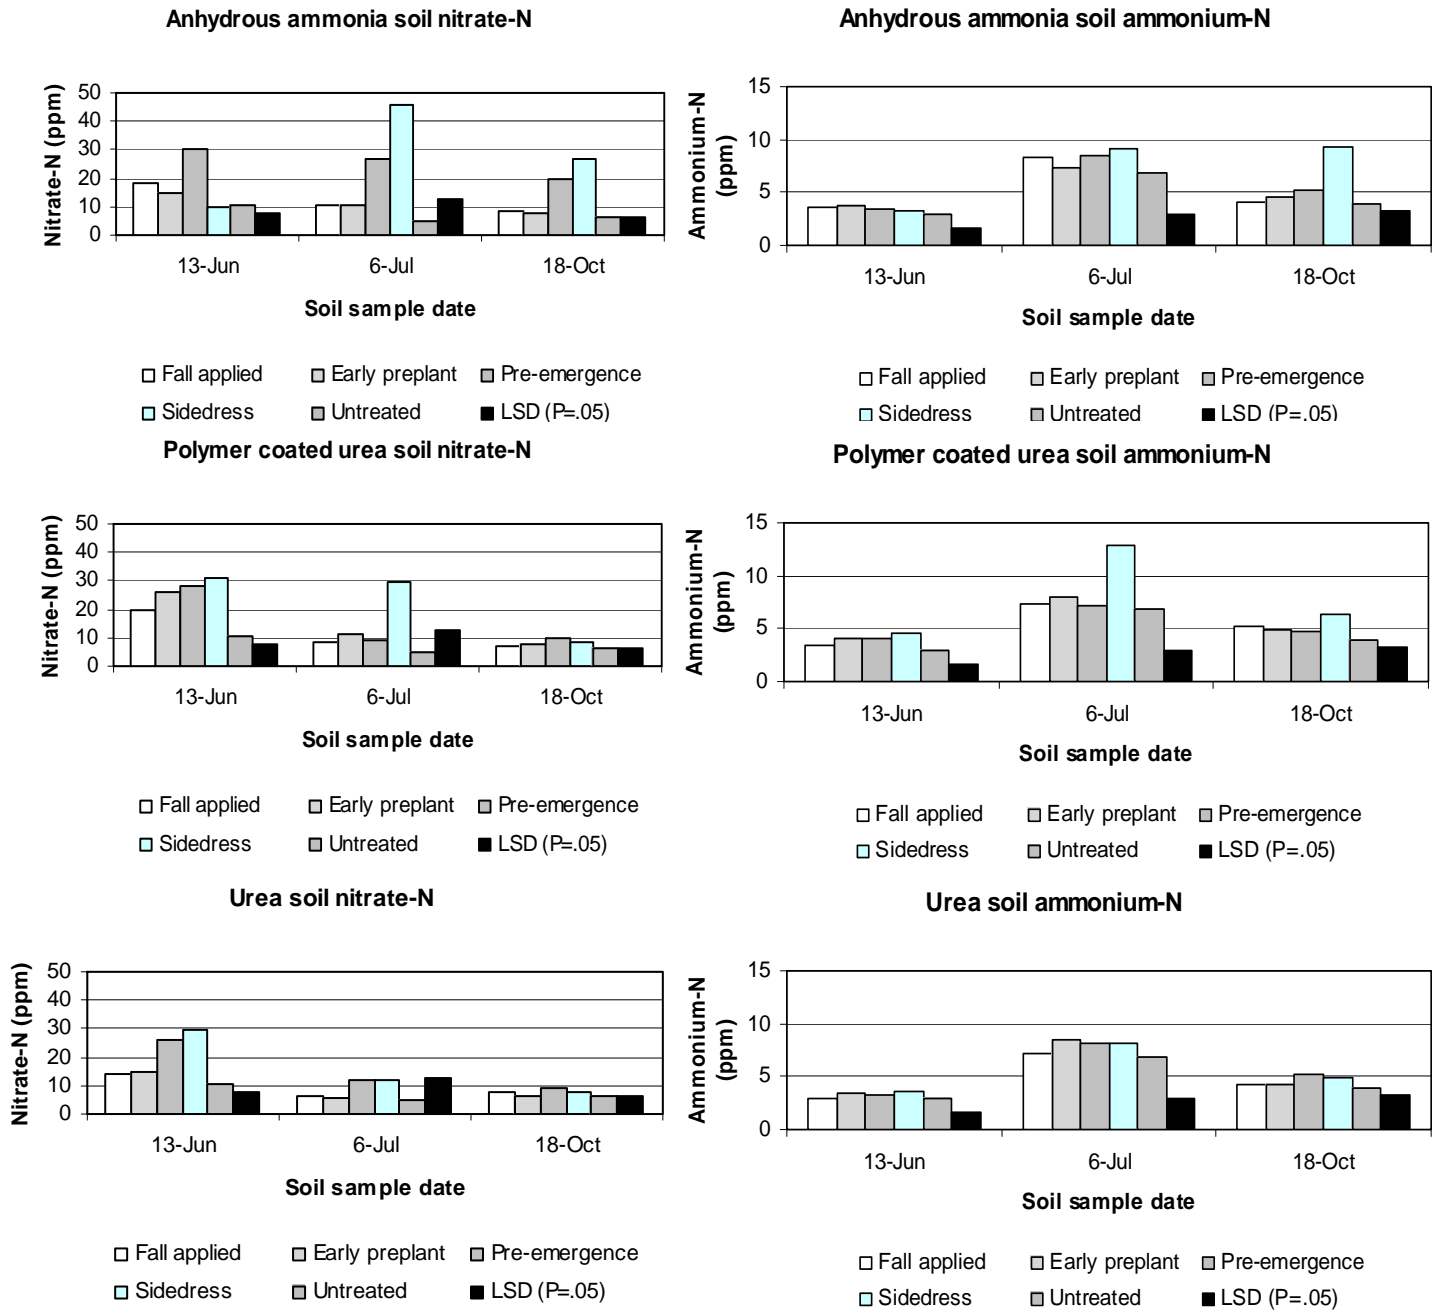 Anhydrous ammonia soil nitrate-N
Nitrate-N (ppm)
50
40
30
20
10
0
13-Jun 6-Jul 18-Oct
Soil sample date
Fall applied Early preplant Pre-emergence
Sidedress Untreated LSD (P=.05)
Anhydrous ammonia soil ammonium-N
Ammonium-N
(ppm)
15
10
5
0
13-Jun 6-Jul 18-Oct
Soil sample date
Fall applied Early preplant Pre-emergence
Sidedress Untreated LSD (P=.05)
Polymer coated urea soil nitrate-N
Nitrate-N (ppm)
50
40
30
20
10
0
13-Jun 6-Jul 18-Oct
Soil sample date
Fall applied Early preplant Pre-emergence
Sidedress Untreated LSD (P=.05)
Polymer coated urea soil ammonium-N
Ammonium-N
(ppm)
15
10
5
0
13-Jun 6-Jul 18-Oct
Soil sample date
Fall applied Early preplant Pre-emergence
Sidedress Untreated LSD (P=.05)
Urea soil nitrate-N
Nitrate-N (ppm)
50
40
30
20
10
0
13-Jun 6-Jul 18-Oct
Soil sample date
Fall applied Early preplant Pre-emergence
Sidedress Untreated LSD (P=.05)
Urea soil ammonium-N
Ammonium-N
(ppm)
15
10
5
0
13-Jun 6-Jul 18-Oct
Soil sample date
Fall applied Early preplant Pre-emergence
Sidedress Untreated LSD (P=.05)